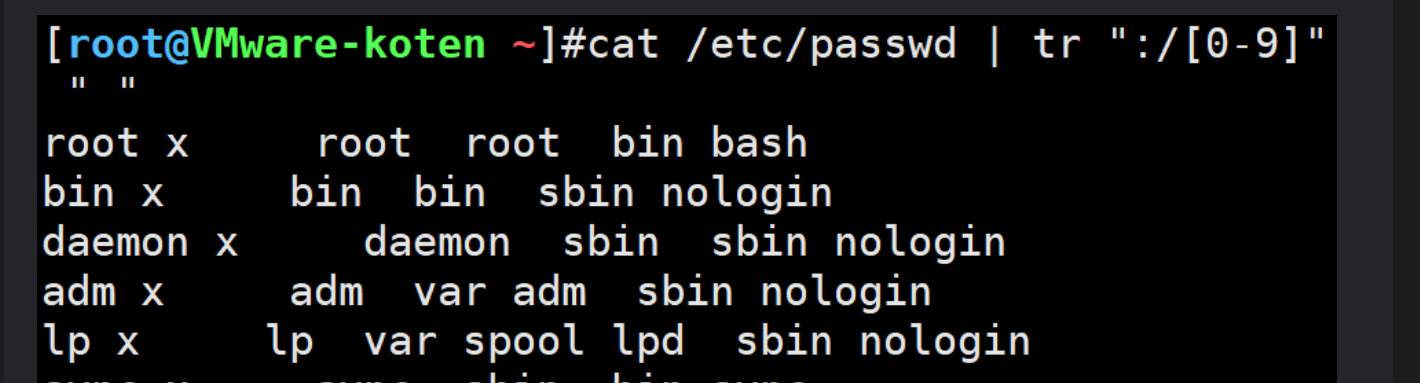 [root@VMware-koten ~]#cat /etc/passwd | tr ":/[0-9]"
" "
root x     root  root  bin bash
bin x     bin  bin  sbin nologin
daemon x     daemon  sbin  sbin nologin
adm x     adm  var adm  sbin nologin
lp x     lp  var spool lpd  sbin nologin